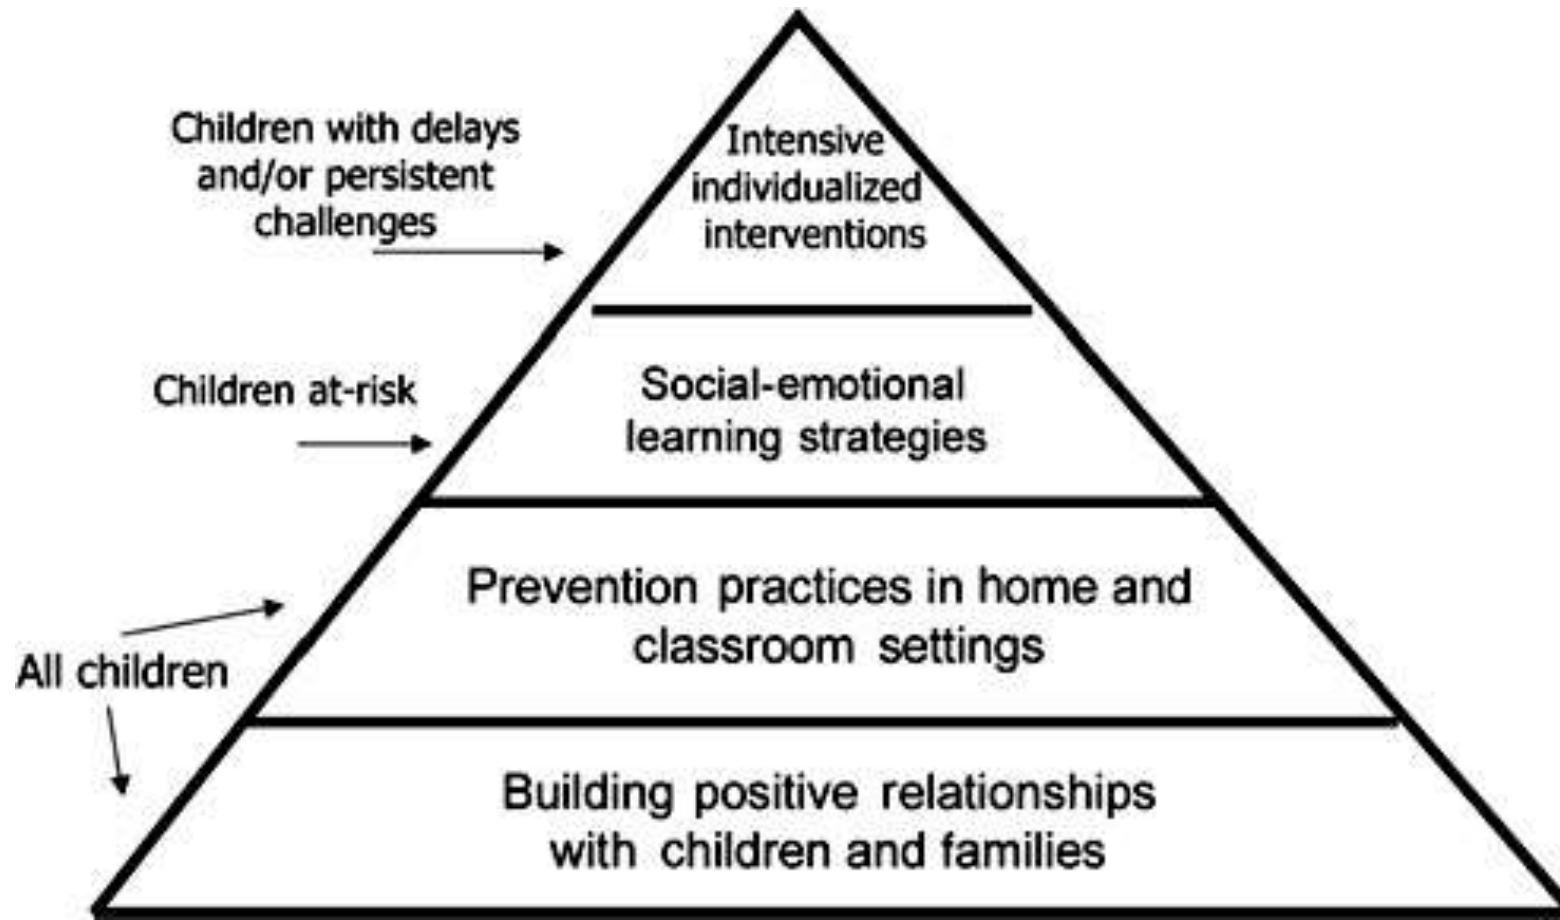 Children with delays
and/or persistent
challenges
Intensive
individualized
interventions
Children at-risk
Social-emotional
learning strategies
All children
Prevention practices in home and
classroom settings
Building positive relationships
with children and families